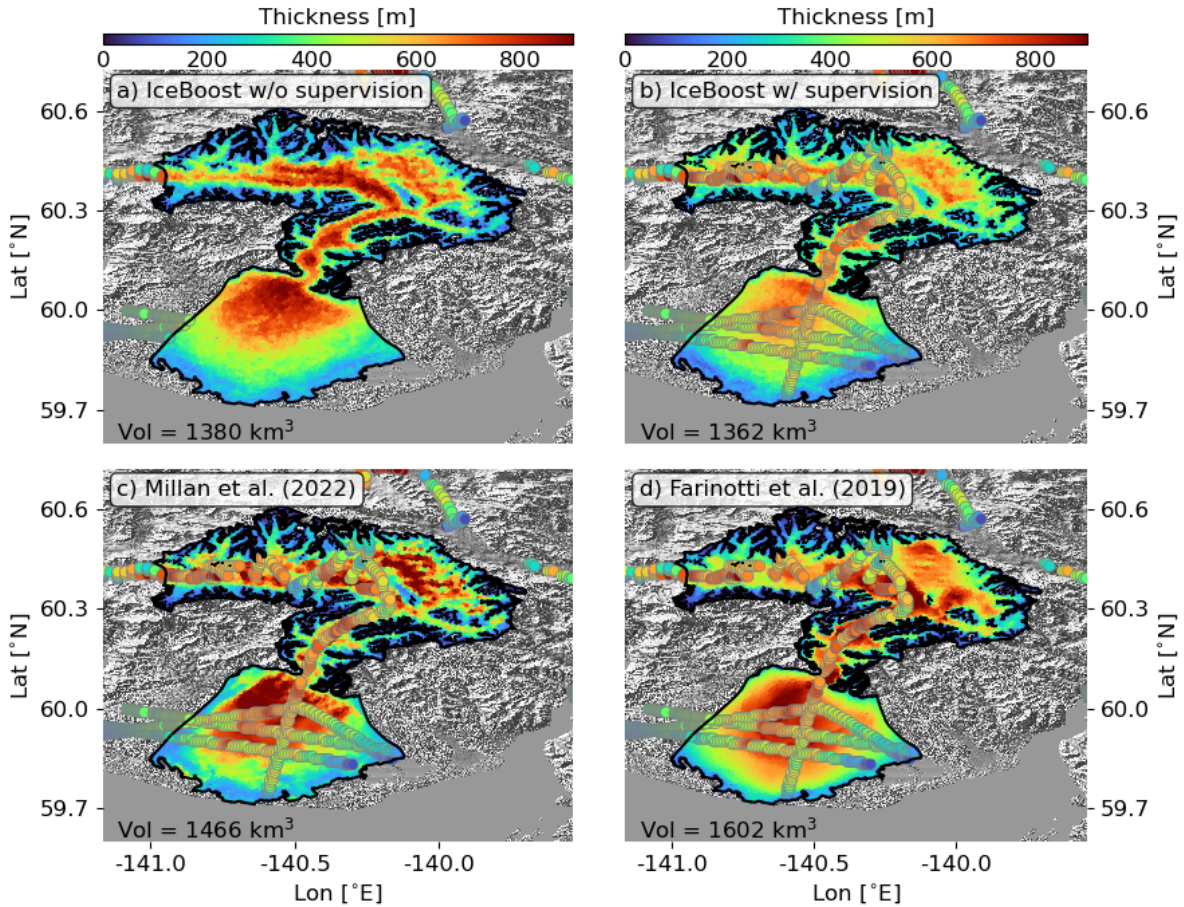 Thickness [m] Thickness [m]
0 200 400 600 800 0 200 400 600 800
a) IceBoost w/o supervision b) IceBoost w/ supervision
60.6 60.6
60.3 60.3
Lat [°N] Lat [°N]
60.0 60.0
59.7 59.7
Vol = 1380 km³ Vol = 1362 km³
c) Millan et al. (2022) d) Farinotti et al. (2019)
60.6 60.6
60.3 60.3
Lat [°N] Lat [°N]
60.0 60.0
59.7 59.7
Vol = 1466 km³ Vol = 1602 km³
-141.0 -140.4 -140.0 -141.0 -140.4 -140.0
Lon [°E] Lon [°E]